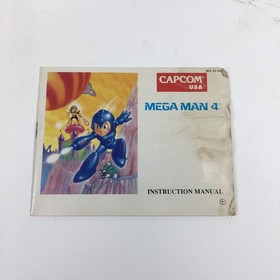 CAPCOM
USA
MEGA MAN 4
INSTRUCTION MANUAL